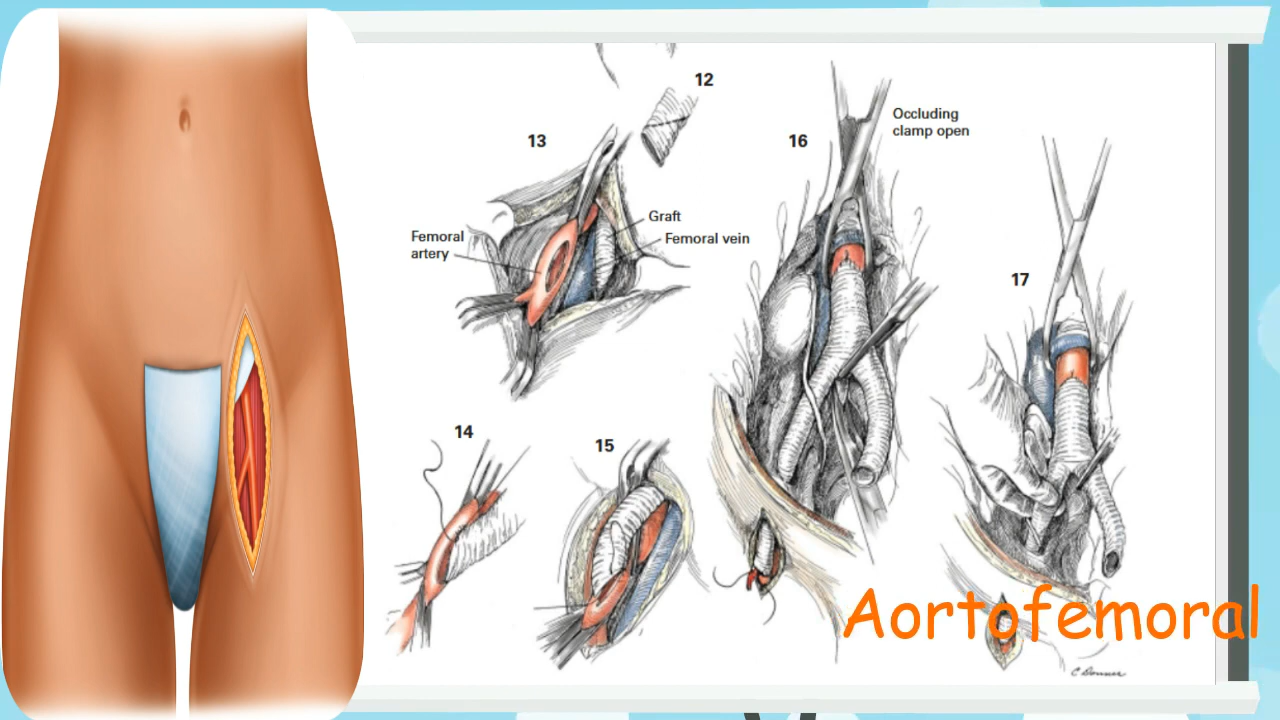 12
13
16
Occluding
clamp open
Graft
Femoral
artery
Femoral vein
17
14
15
Aortofemoral